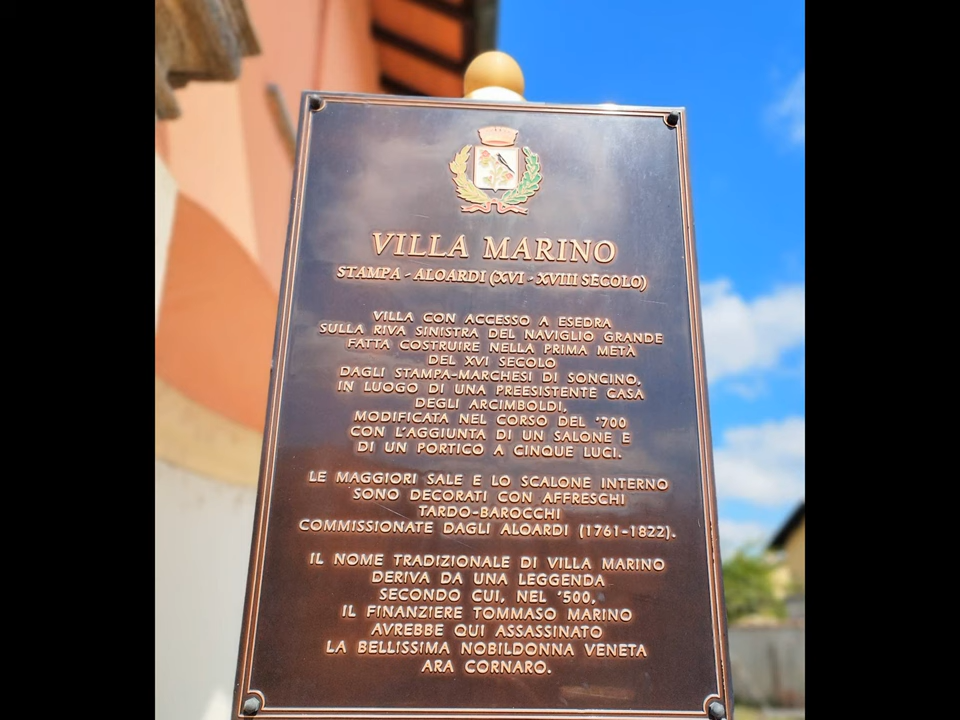 VILLA MARINO
STAMPA - ALOARDI (XVI - XVIII SECOLO)
VILLA CON ACCESSO A ESEDRA
SULLA RIVA SINISTRA DEL NAVIGLIO GRANDE
FATTA COSTRUIRE NELLA PRIMA METÀ
DEL XVI SECOLO
DAGLI STAMPA-MARCHESI DI SONCINO,
IN LUOGO DI UNA PREESISTENTE CASA
DEGLI ARCIMBOLDI,
MODIFICATA NEL CORSO DEL '700
CON L'AGGIUNTA DI UN SALONE E
DI UN PORTICO A CINQUE LUCI.
LE MAGGIORI SALE E LO SCALONE INTERNO
SONO DECORATI CON AFFRESCHI
TARDO-BAROCCHI
COMMISSIONATE DAGLI ALOARDI (1761-1822).
IL NOME TRADIZIONALE DI VILLA MARINO
DERIVA DA UNA LEGGENDA
SECONDO CUI, NEL '500,
IL FINANZIERE TOMMASO MARINO
AVREBBE QUI ASSASSINATO
LA BELLISSIMA NOBILDONNA VENETA
ARA CORNARO.